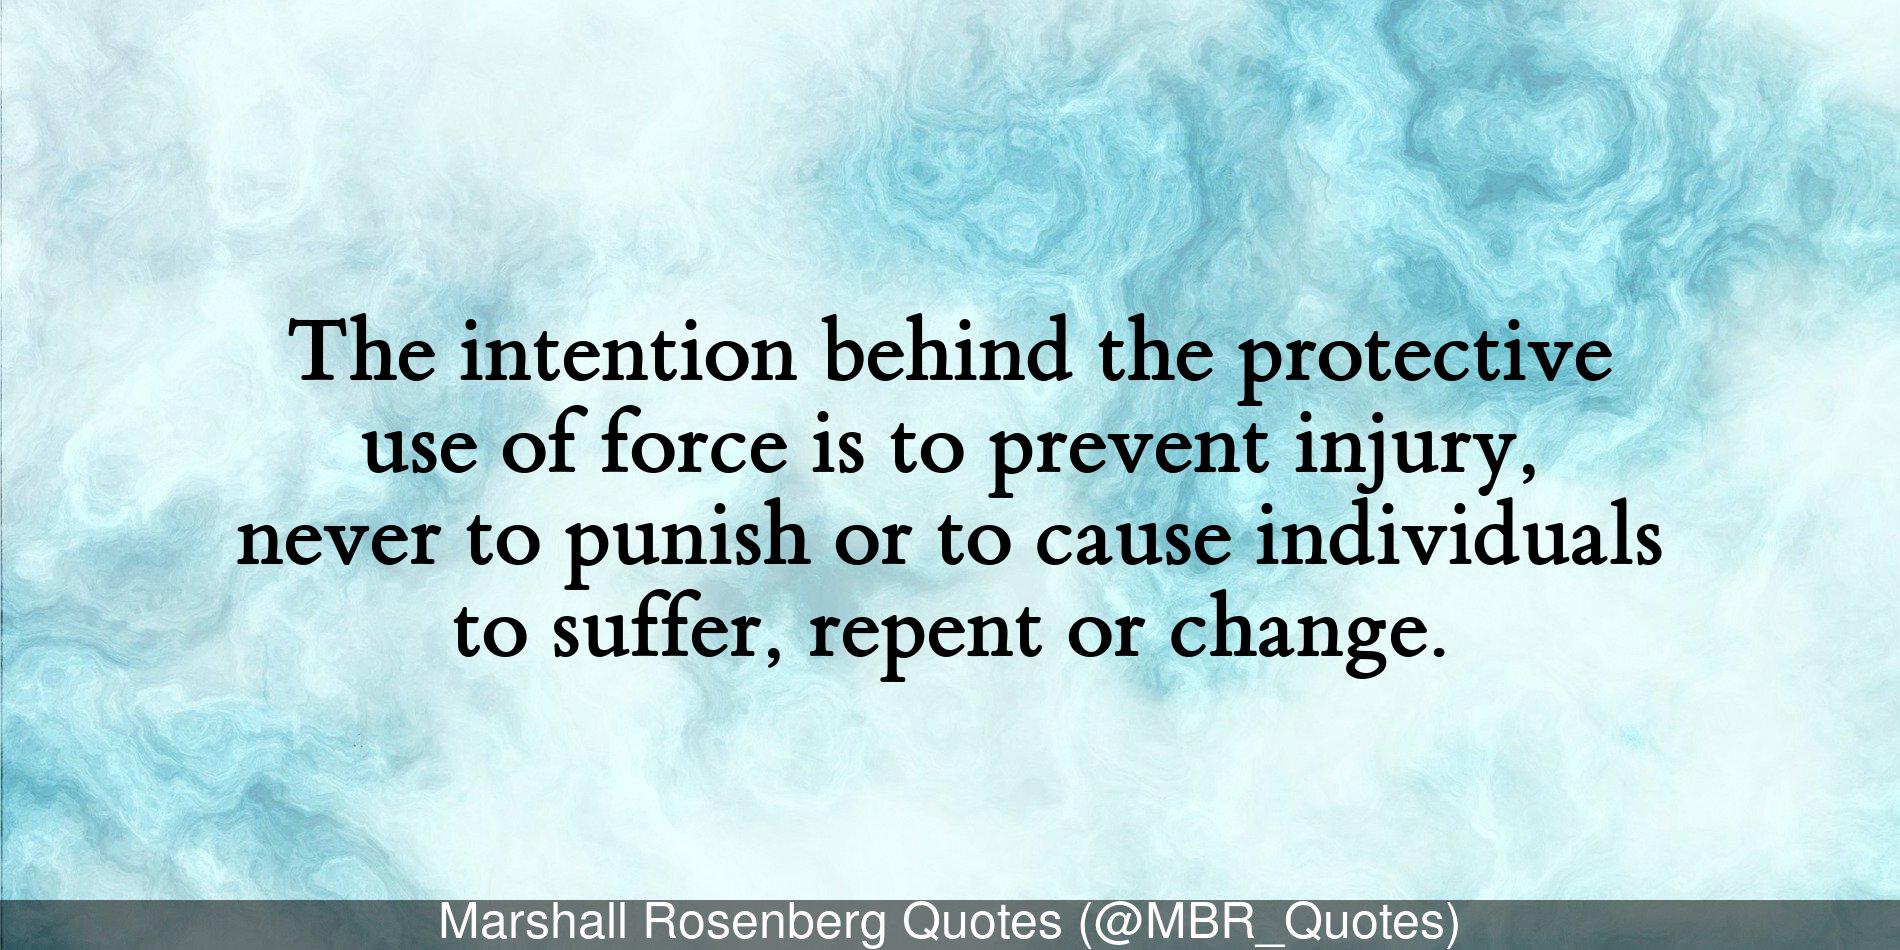 The intention behind the protective
use of force is to prevent injury,
never to punish or to cause individuals
to suffer, repent or change.
Marshall Rosenberg Quotes (@MBR_Quotes)